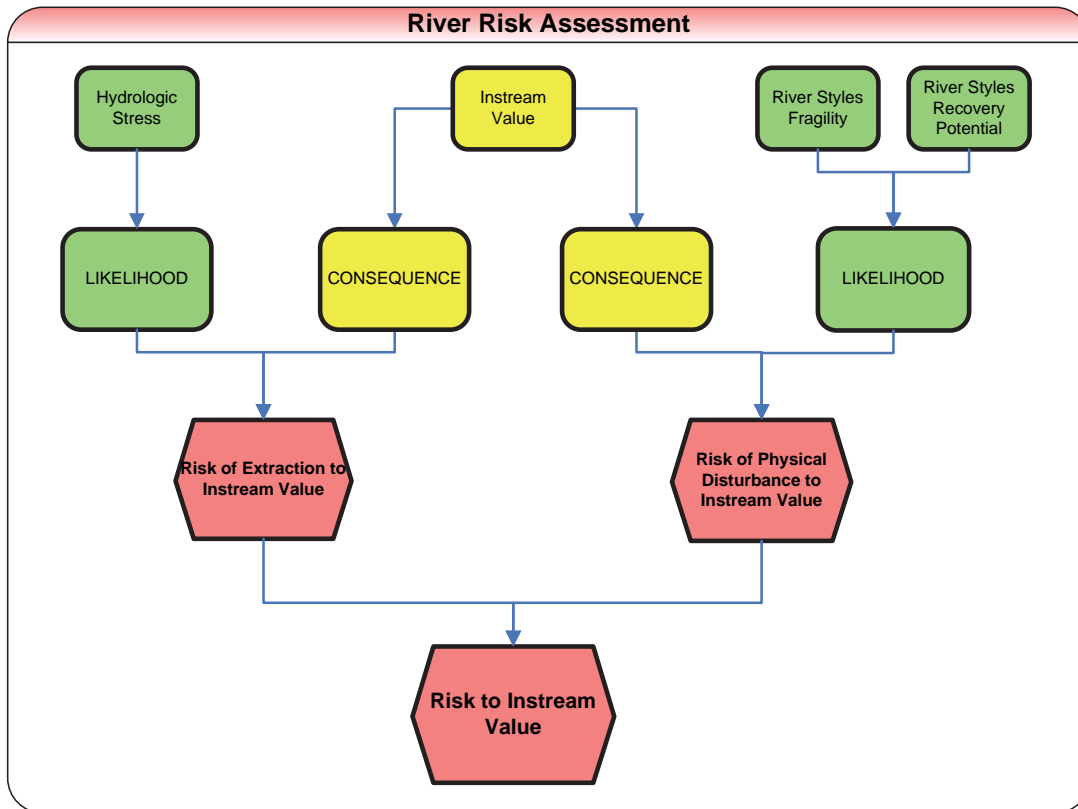 River Risk Assessment
Hydrologic
Stress
Instream
Value
River Styles
Fragility
River Styles
Recovery
Potential
LIKELIHOOD
CONSEQUENCE
CONSEQUENCE
LIKELIHOOD
Risk of Extraction to
Instream Value
Risk of Physical
Disturbance to
Instream Value
Risk to Instream
Value